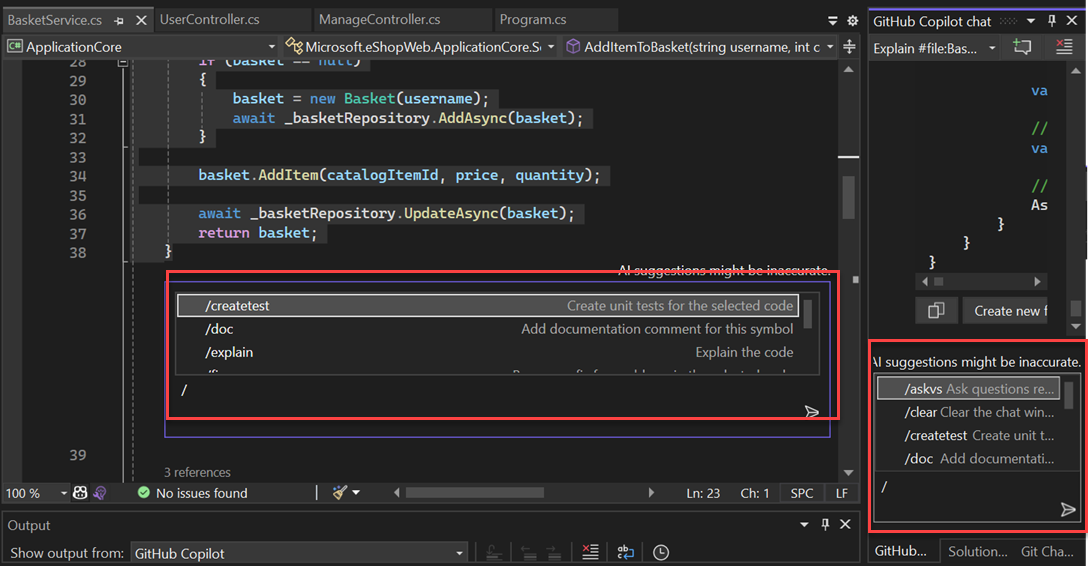 BasketService.cs
UserController.cs
ManageController.cs
Program.cs
ApplicationCore
Microsoft.eShopWeb.ApplicationCore.Se
AddItemToBasket(string username, int c
28 if (basket == null)
29 {
30 basket = new Basket(username);
31 await _basketRepository.AddAsync(basket);
32 }
33
34 basket.AddItem(catalogItemId, price, quantity);
35
36 await _basketRepository.UpdateAsync(basket);
37 return basket;
38 }
AI suggestions might be inaccurate.
/createtest Create unit tests for the selected code
/doc Add documentation comment for this symbol
/explain Explain the code
/
39
3 references
100 % No issues found Ln: 23 Ch: 1 SPC LF
Output
Show output from: GitHub Copilot
GitHub Copilot chat
Explain #file:Bas...
va
//
va
//
As
}
}
}
Create new f
AI suggestions might be inaccurate.
/askvs Ask questions re...
/clear Clear the chat win...
/createtest Create unit t...
/doc Add documentati...
/
GitHub... Solution... Git Cha...